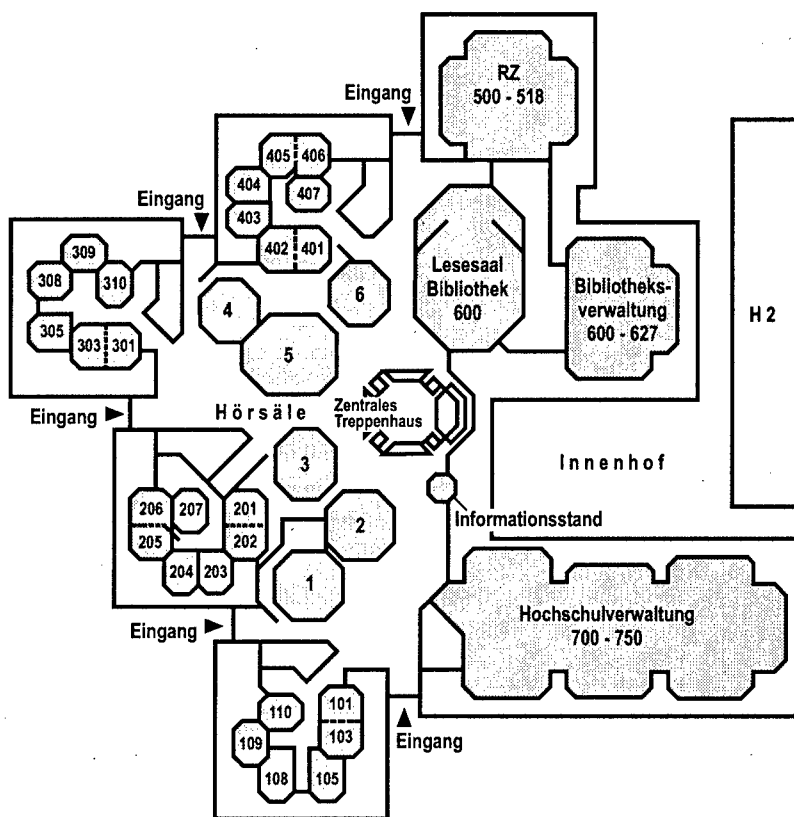 RZ
500 - 518
Eingang
405 406
404
407
403
402 401
Eingang
309
308
310
305
303 301
Eingang
4
6
5
Hörsäle
Lesesaal
Bibliothek
600
Bibliotheks-
verwaltung
600 - 627
H 2
Zentrales
Treppenhaus
Innenhof
3
2
1
206 207
201
205
202
204 203
Informationsstand
Eingang
Hochschulverwaltung
700 - 750
110
101
109
103
108
105
Eingang